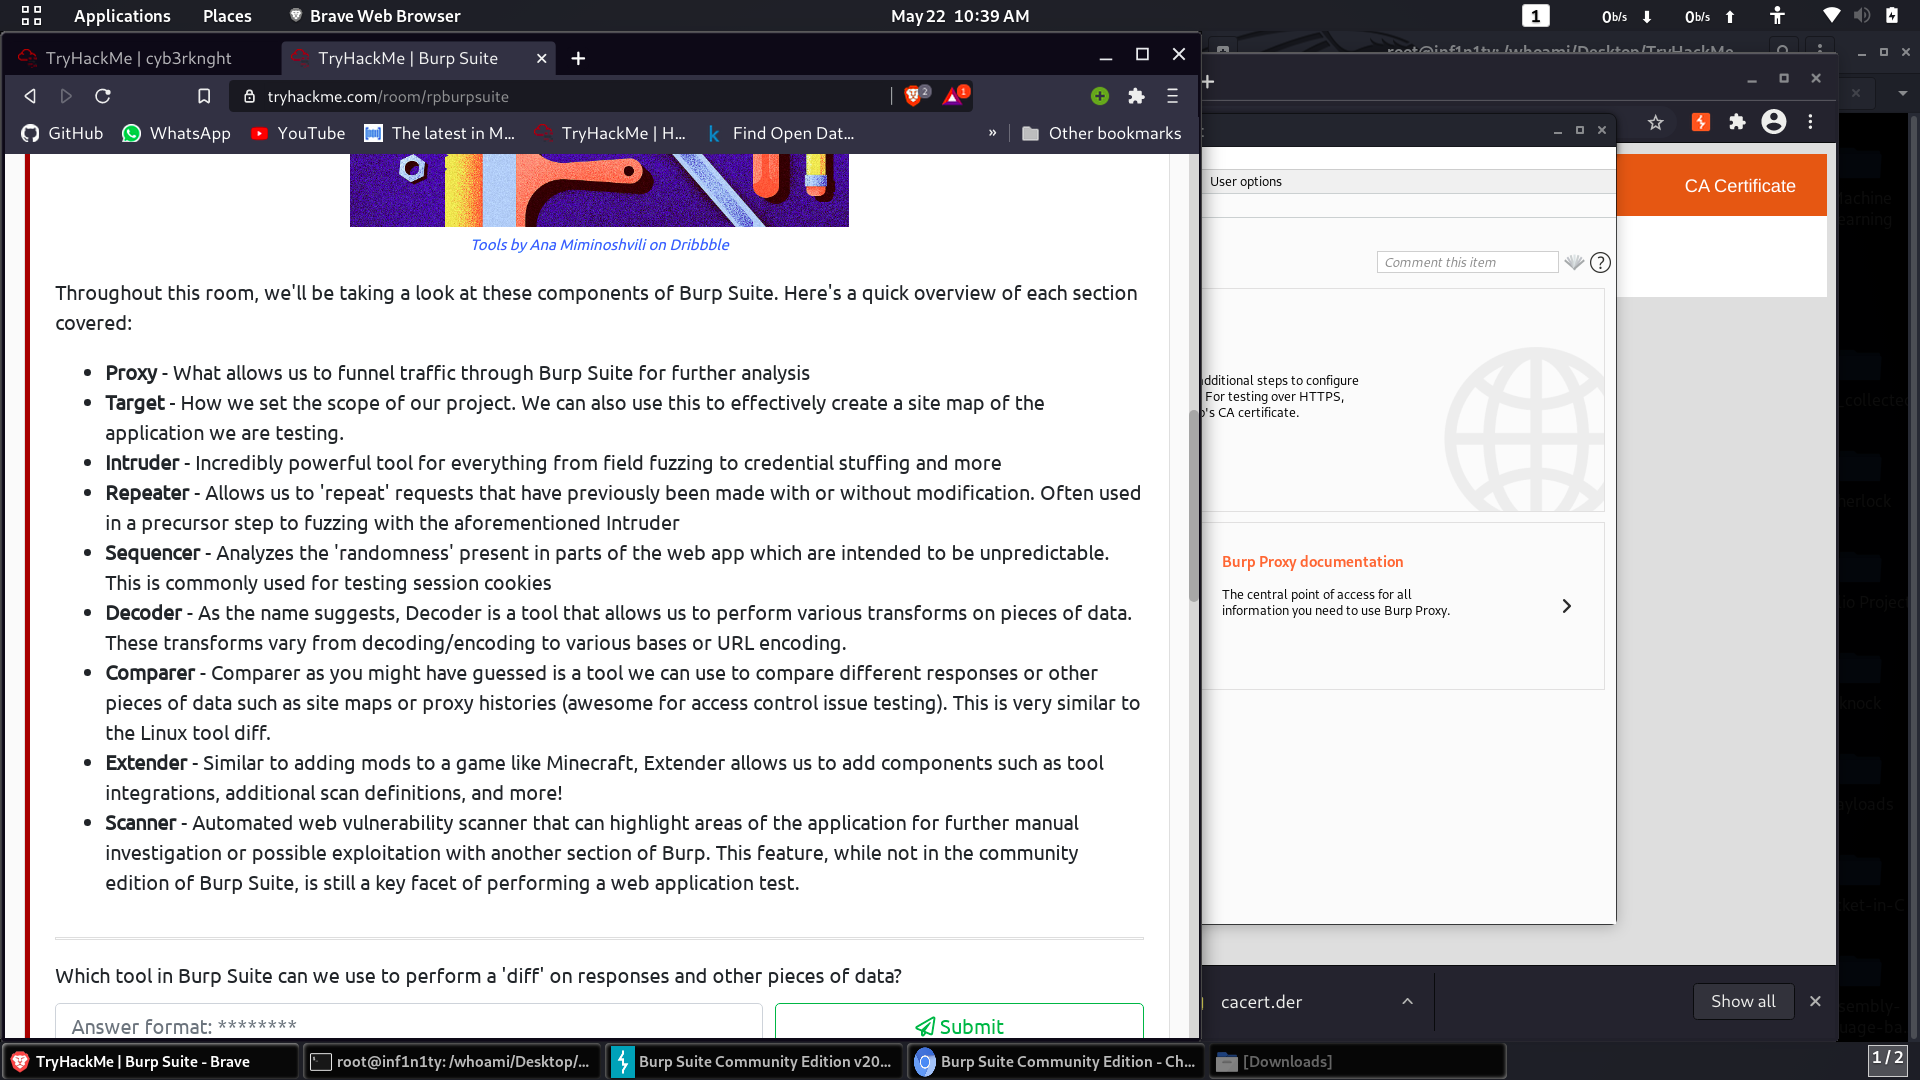 Applications Places Brave Web Browser May 22 10:39 AM 1 0b/s 0b/s
TryHackMe | cyb3rknght TryHackMe | Burp Suite
root@inf1n1ty: /whoami/Desktop/TryHackMe
tryhackme.com/room/rpburpsuite 2 1
GitHub WhatsApp YouTube The latest in M... TryHackMe | H... Find Open Dat... » Other bookmarks
Tools by Ana Miminoshvili on Dribbble
Throughout this room, we'll be taking a look at these components of Burp Suite. Here's a quick overview of each section
covered:
• Proxy - What allows us to funnel traffic through Burp Suite for further analysis
• Target - How we set the scope of our project. We can also use this to effectively create a site map of the
application we are testing.
• Intruder - Incredibly powerful tool for everything from field fuzzing to credential stuffing and more
• Repeater - Allows us to 'repeat' requests that have previously been made with or without modification. Often used
in a precursor step to fuzzing with the aforementioned Intruder
• Sequencer - Analyzes the 'randomness' present in parts of the web app which are intended to be unpredictable.
This is commonly used for testing session cookies
• Decoder - As the name suggests, Decoder is a tool that allows us to perform various transforms on pieces of data.
These transforms vary from decoding/encoding to various bases or URL encoding.
• Comparer - Comparer as you might have guessed is a tool we can use to compare different responses or other
pieces of data such as site maps or proxy histories (awesome for access control issue testing). This is very similar to
the Linux tool diff.
• Extender - Similar to adding mods to a game like Minecraft, Extender allows us to add components such as tool
integrations, additional scan definitions, and more!
• Scanner - Automated web vulnerability scanner that can highlight areas of the application for further manual
investigation or possible exploitation with another section of Burp. This feature, while not in the community
edition of Burp Suite, is still a key facet of performing a web application test.
Which tool in Burp Suite can we use to perform a 'diff' on responses and other pieces of data?
Answer format: ******** Submit
User options
CA Certificate
Comment this item ?
additional steps to configure
For testing over HTTPS,
's CA certificate.
Burp Proxy documentation
The central point of access for all
information you need to use Burp Proxy.
cacert.der Show all
TryHackMe | Burp Suite - Brave root@inf1n1ty: /whoami/Desktop/... Burp Suite Community Edition v20... Burp Suite Community Edition - Ch... [Downloads] 1 / 2